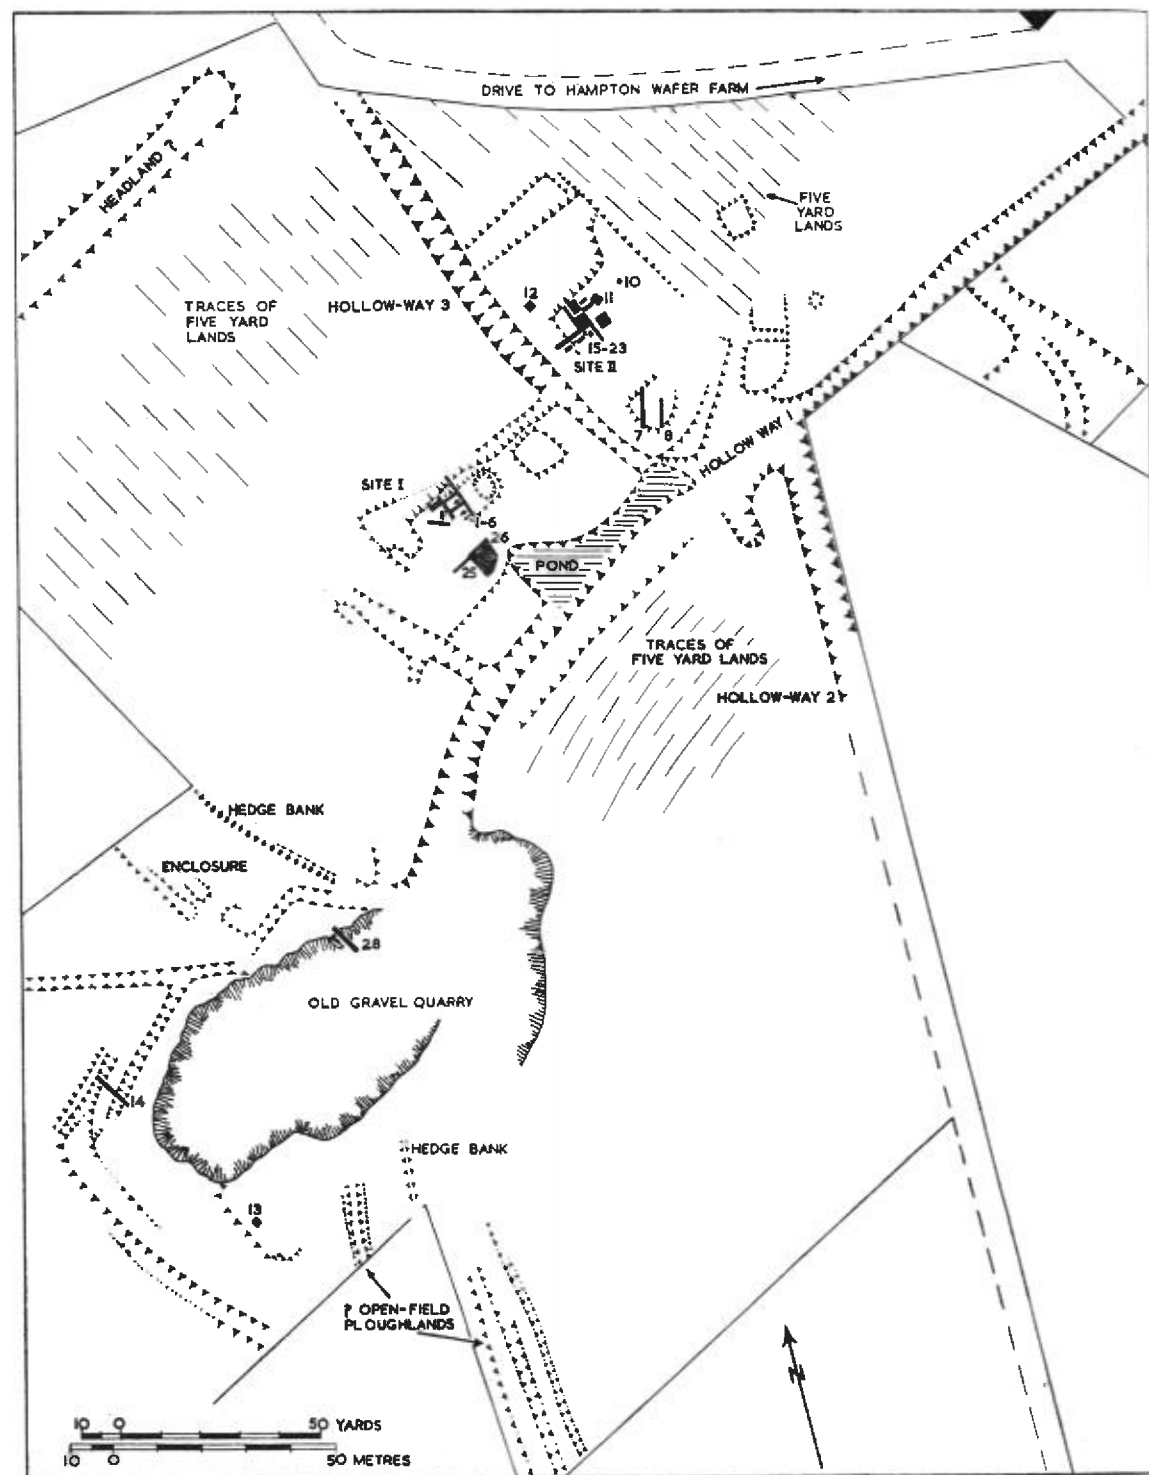 DRIVE TO HAMPTON WAFER FARM
HEADLAND ?
FIVE
YARD
LANDS
TRACES OF
FIVE YARD
LANDS
HOLLOW-WAY 3
12
10
11
15-23
SITE II
7
8
HOLLOW WAY 1
SITE I
1-6
26
25
POND
TRACES OF
FIVE YARD LANDS
HOLLOW-WAY 2
HEDGE BANK
ENCLOSURE
28
OLD GRAVEL QUARRY
14
HEDGE BANK
13
? OPEN-FIELD
PLOUGHLANDS
N
10 0 50 YARDS
10 0 50 METRES